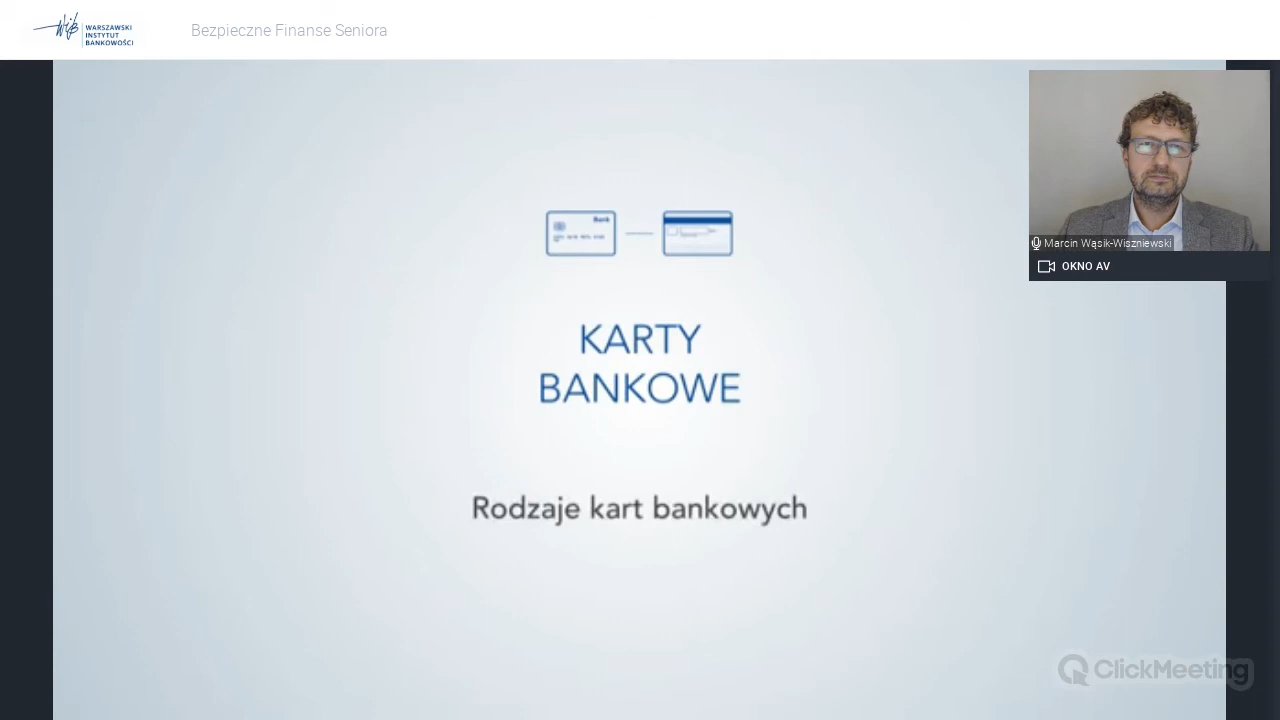 WARSZAWSKI
INSTYTUT
BANKOWOŚCI
Bezpieczne Finanse Seniora
Marcin Wąsik-Wiszniewski
OKNO AV
Bank
KARTY
BANKOWE
Rodzaje kart bankowych
ClickMeeting